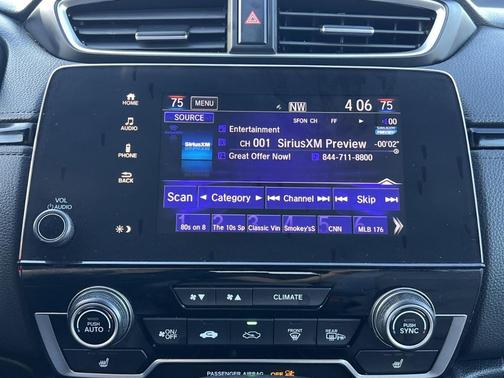 75 MENU NW 4 06 75
HOME
SOURCE SFON CH FF :00
SiriusXM
Entertainment
CH 001 SiriusXM Preview -00'02"
Great Offer Now! 844-711-8800
AUDIO
PHONE
BACK
VOL
AUDIO
Scan Category Channel Skip
1 2 3 4 5 6
80s on 8 The 10s Sp Classic Vin Smokey'sS CNN MLB 176
CLIMATE
PUSH
AUTO
PUSH
SYNC
ON/
OFF
FRONT
REAR
PASSENGER AIRBAG OFF